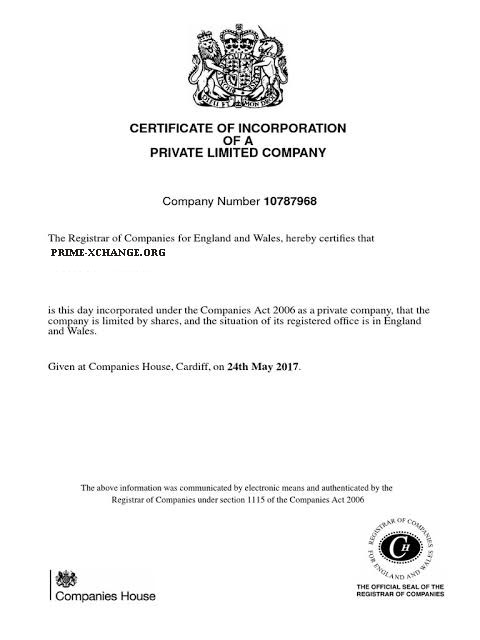 CERTIFICATE OF INCORPORATION
OF A
PRIVATE LIMITED COMPANY
Company Number 10787968
The Registrar of Companies for England and Wales, hereby certifies that
PRIME-XCHANGE.ORG
is this day incorporated under the Companies Act 2006 as a private company, that the
company is limited by shares, and the situation of its registered office is in England
and Wales.
Given at Companies House, Cardiff, on 24th May 2017.
The above information was communicated by electronic means and authenticated by the
Registrar of Companies under section 1115 of the Companies Act 2006
REGISTRAR OF COMPANIES
FOR ENGLAND AND WALES
CH
THE OFFICIAL SEAL OF THE
REGISTRAR OF COMPANIES
Companies House